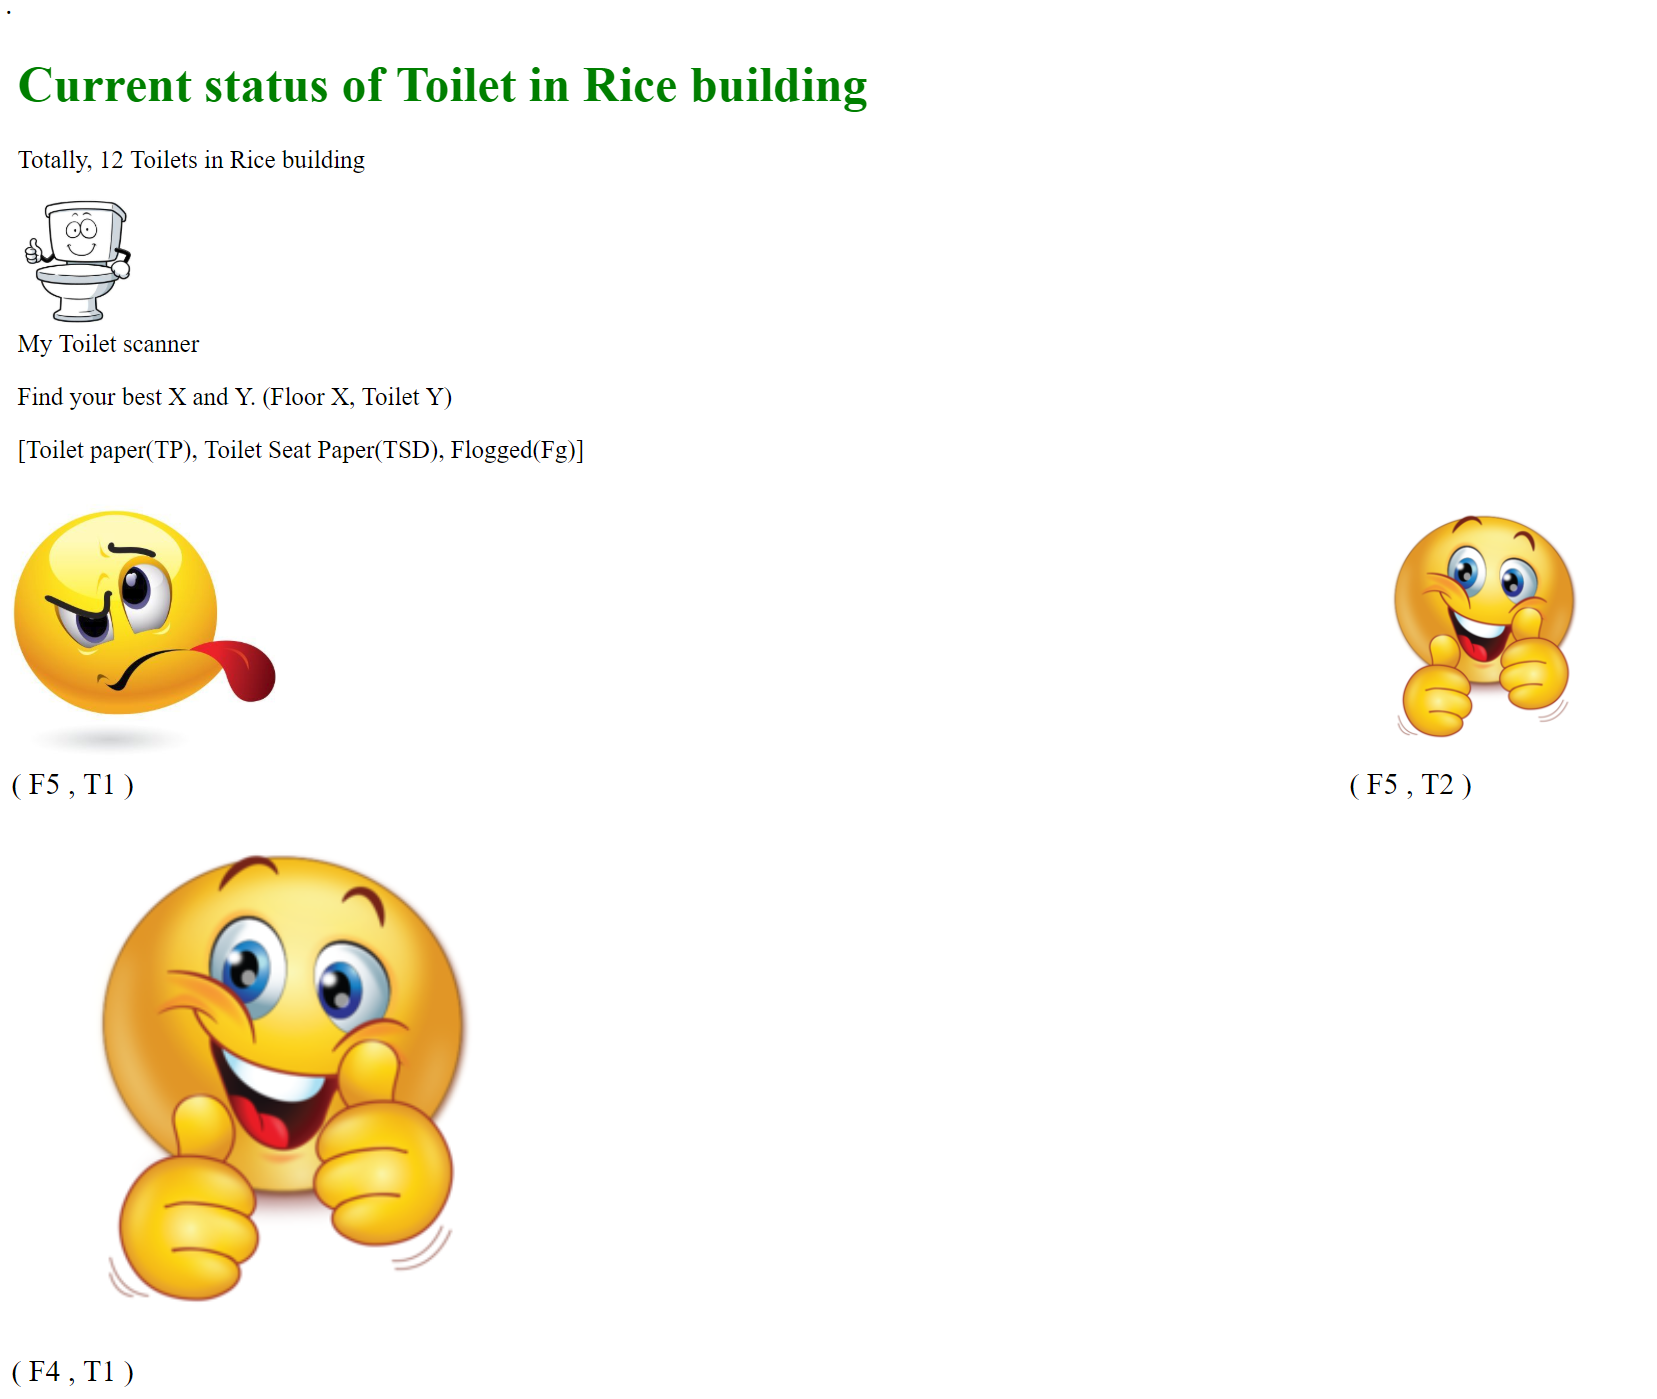 .
Current status of Toilet in Rice building
Totally, 12 Toilets in Rice building
My Toilet scanner
Find your best X and Y. (Floor X, Toilet Y)
[Toilet paper(TP), Toilet Seat Paper(TSD), Flogged(Fg)]
( F5 , T1 )
( F5 , T2 )
( F4 , T1 )